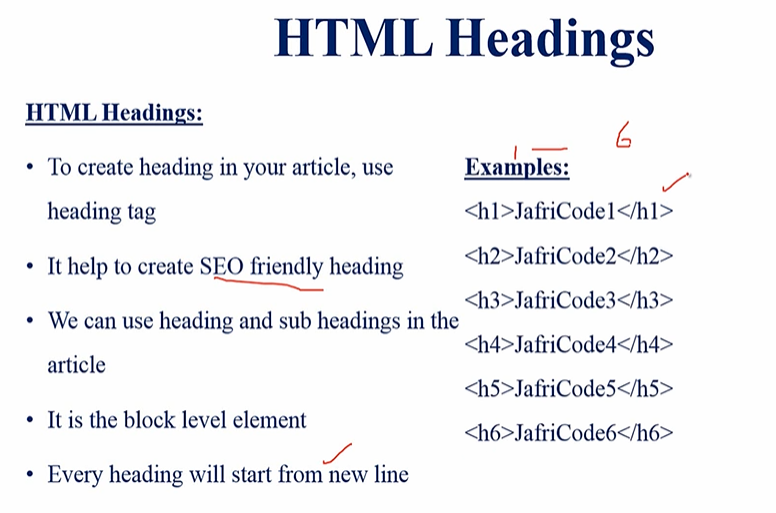 HTML Headings
HTML Headings:
• To create heading in your article, use
heading tag
• It help to create SEO friendly heading
• We can use heading and sub headings in the
article
• It is the block level element
• Every heading will start from new line
1 — 6
Examples:
<h1>JafriCode1</h1>
<h2>JafriCode2</h2>
<h3>JafriCode3</h3>
<h4>JafriCode4</h4>
<h5>JafriCode5</h5>
<h6>JafriCode6</h6>